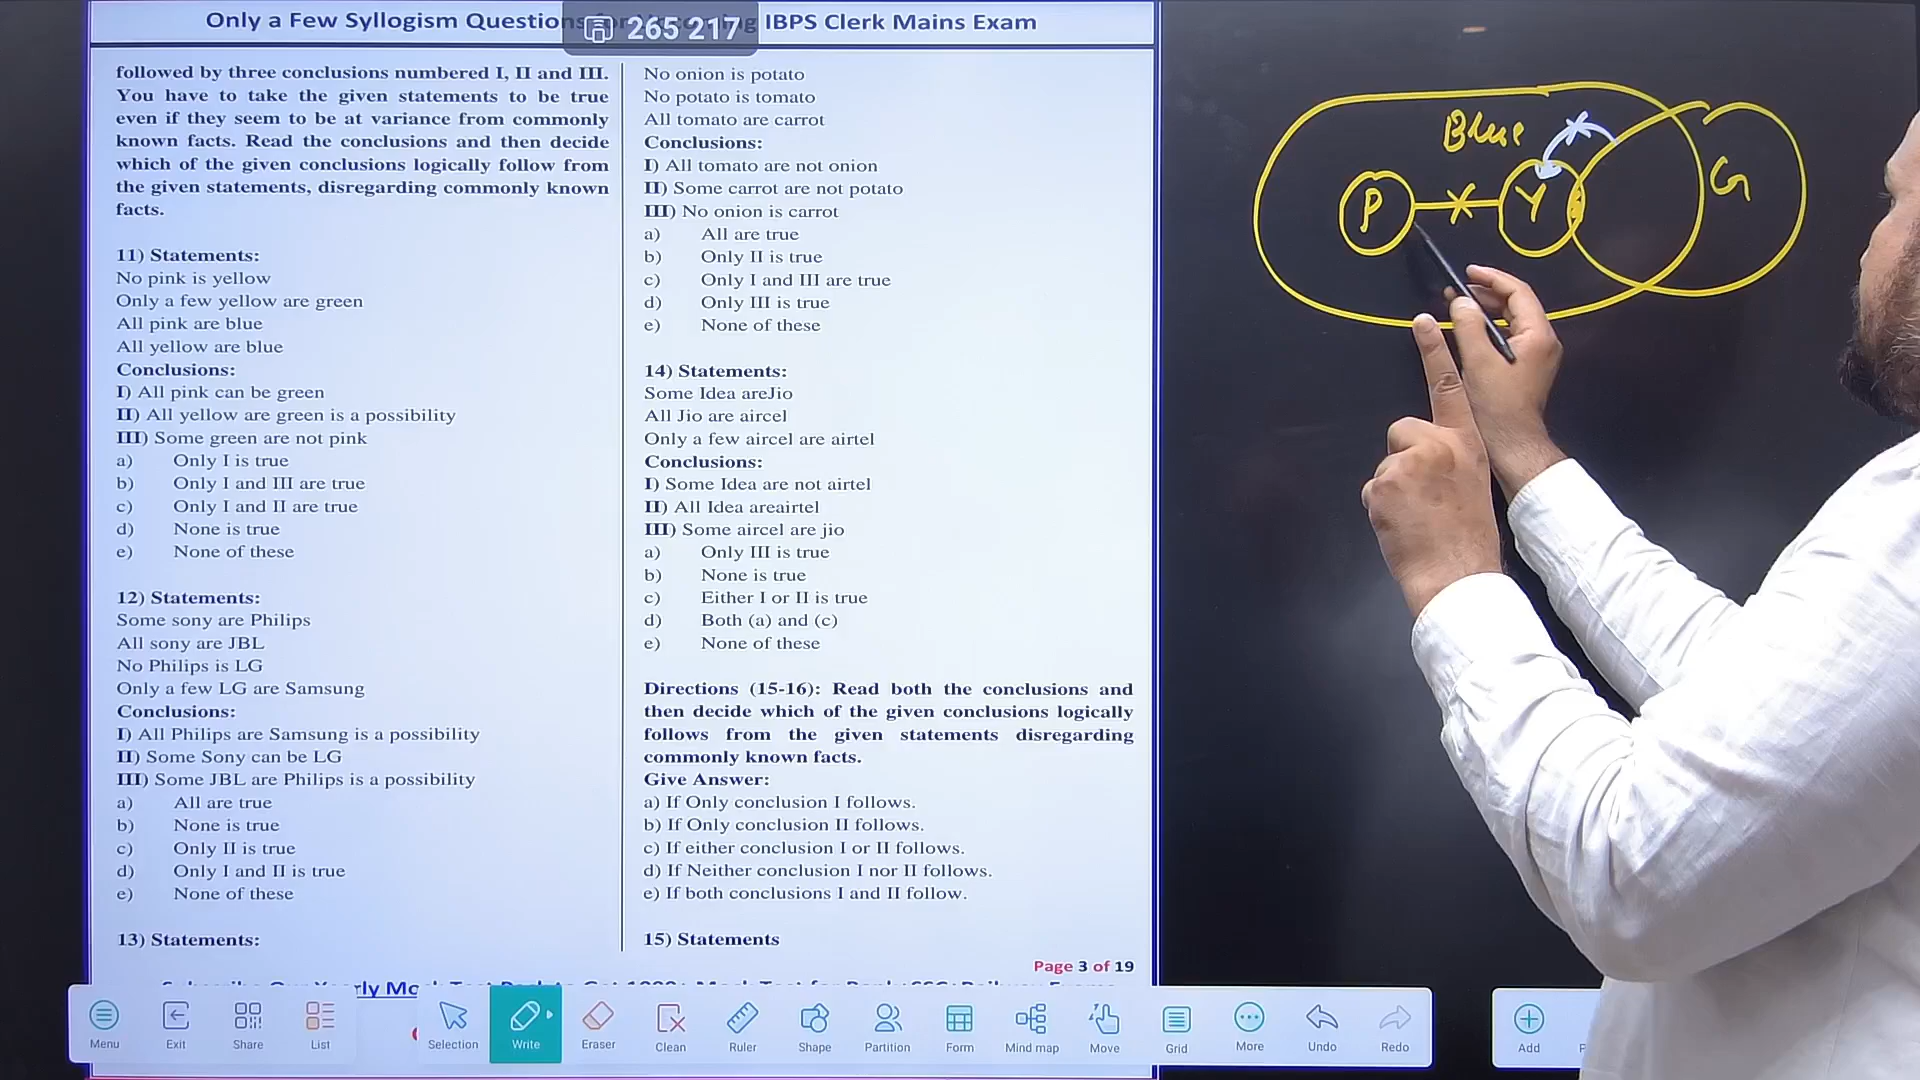 Only a Few Syllogism Questions IBPS Clerk Mains Exam
265 217
followed by three conclusions numbered I, II and III.
You have to take the given statements to be true
even if they seem to be at variance from commonly
known facts. Read the conclusions and then decide
which of the given conclusions logically follow from
the given statements, disregarding commonly known
facts.
11) Statements:
No pink is yellow
Only a few yellow are green
All pink are blue
All yellow are blue
Conclusions:
I) All pink can be green
II) All yellow are green is a possibility
III) Some green are not pink
a) Only I is true
b) Only I and III are true
c) Only I and II are true
d) None is true
e) None of these
12) Statements:
Some sony are Philips
All sony are JBL
No Philips is LG
Only a few LG are Samsung
Conclusions:
I) All Philips are Samsung is a possibility
II) Some Sony can be LG
III) Some JBL are Philips is a possibility
a) All are true
b) None is true
c) Only II is true
d) Only I and II is true
e) None of these
13) Statements:
No onion is potato
No potato is tomato
All tomato are carrot
Conclusions:
I) All tomato are not onion
II) Some carrot are not potato
III) No onion is carrot
a) All are true
b) Only II is true
c) Only I and III are true
d) Only III is true
e) None of these
14) Statements:
Some Idea areJio
All Jio are aircel
Only a few aircel are airtel
Conclusions:
I) Some Idea are not airtel
II) All Idea areairtel
III) Some aircel are jio
a) Only III is true
b) None is true
c) Either I or II is true
d) Both (a) and (c)
e) None of these
Directions (15-16): Read both the conclusions and
then decide which of the given conclusions logically
follows from the given statements disregarding
commonly known facts.
Give Answer:
a) If Only conclusion I follows.
b) If Only conclusion II follows.
c) If either conclusion I or II follows.
d) If Neither conclusion I nor II follows.
e) If both conclusions I and II follow.
15) Statements
Page 3 of 19
Blue
P
Y
G
Menu
Exit
Share
List
Selection
Write
Eraser
Clean
Ruler
Shape
Partition
Form
Mind map
Move
Grid
More
Undo
Redo
Add